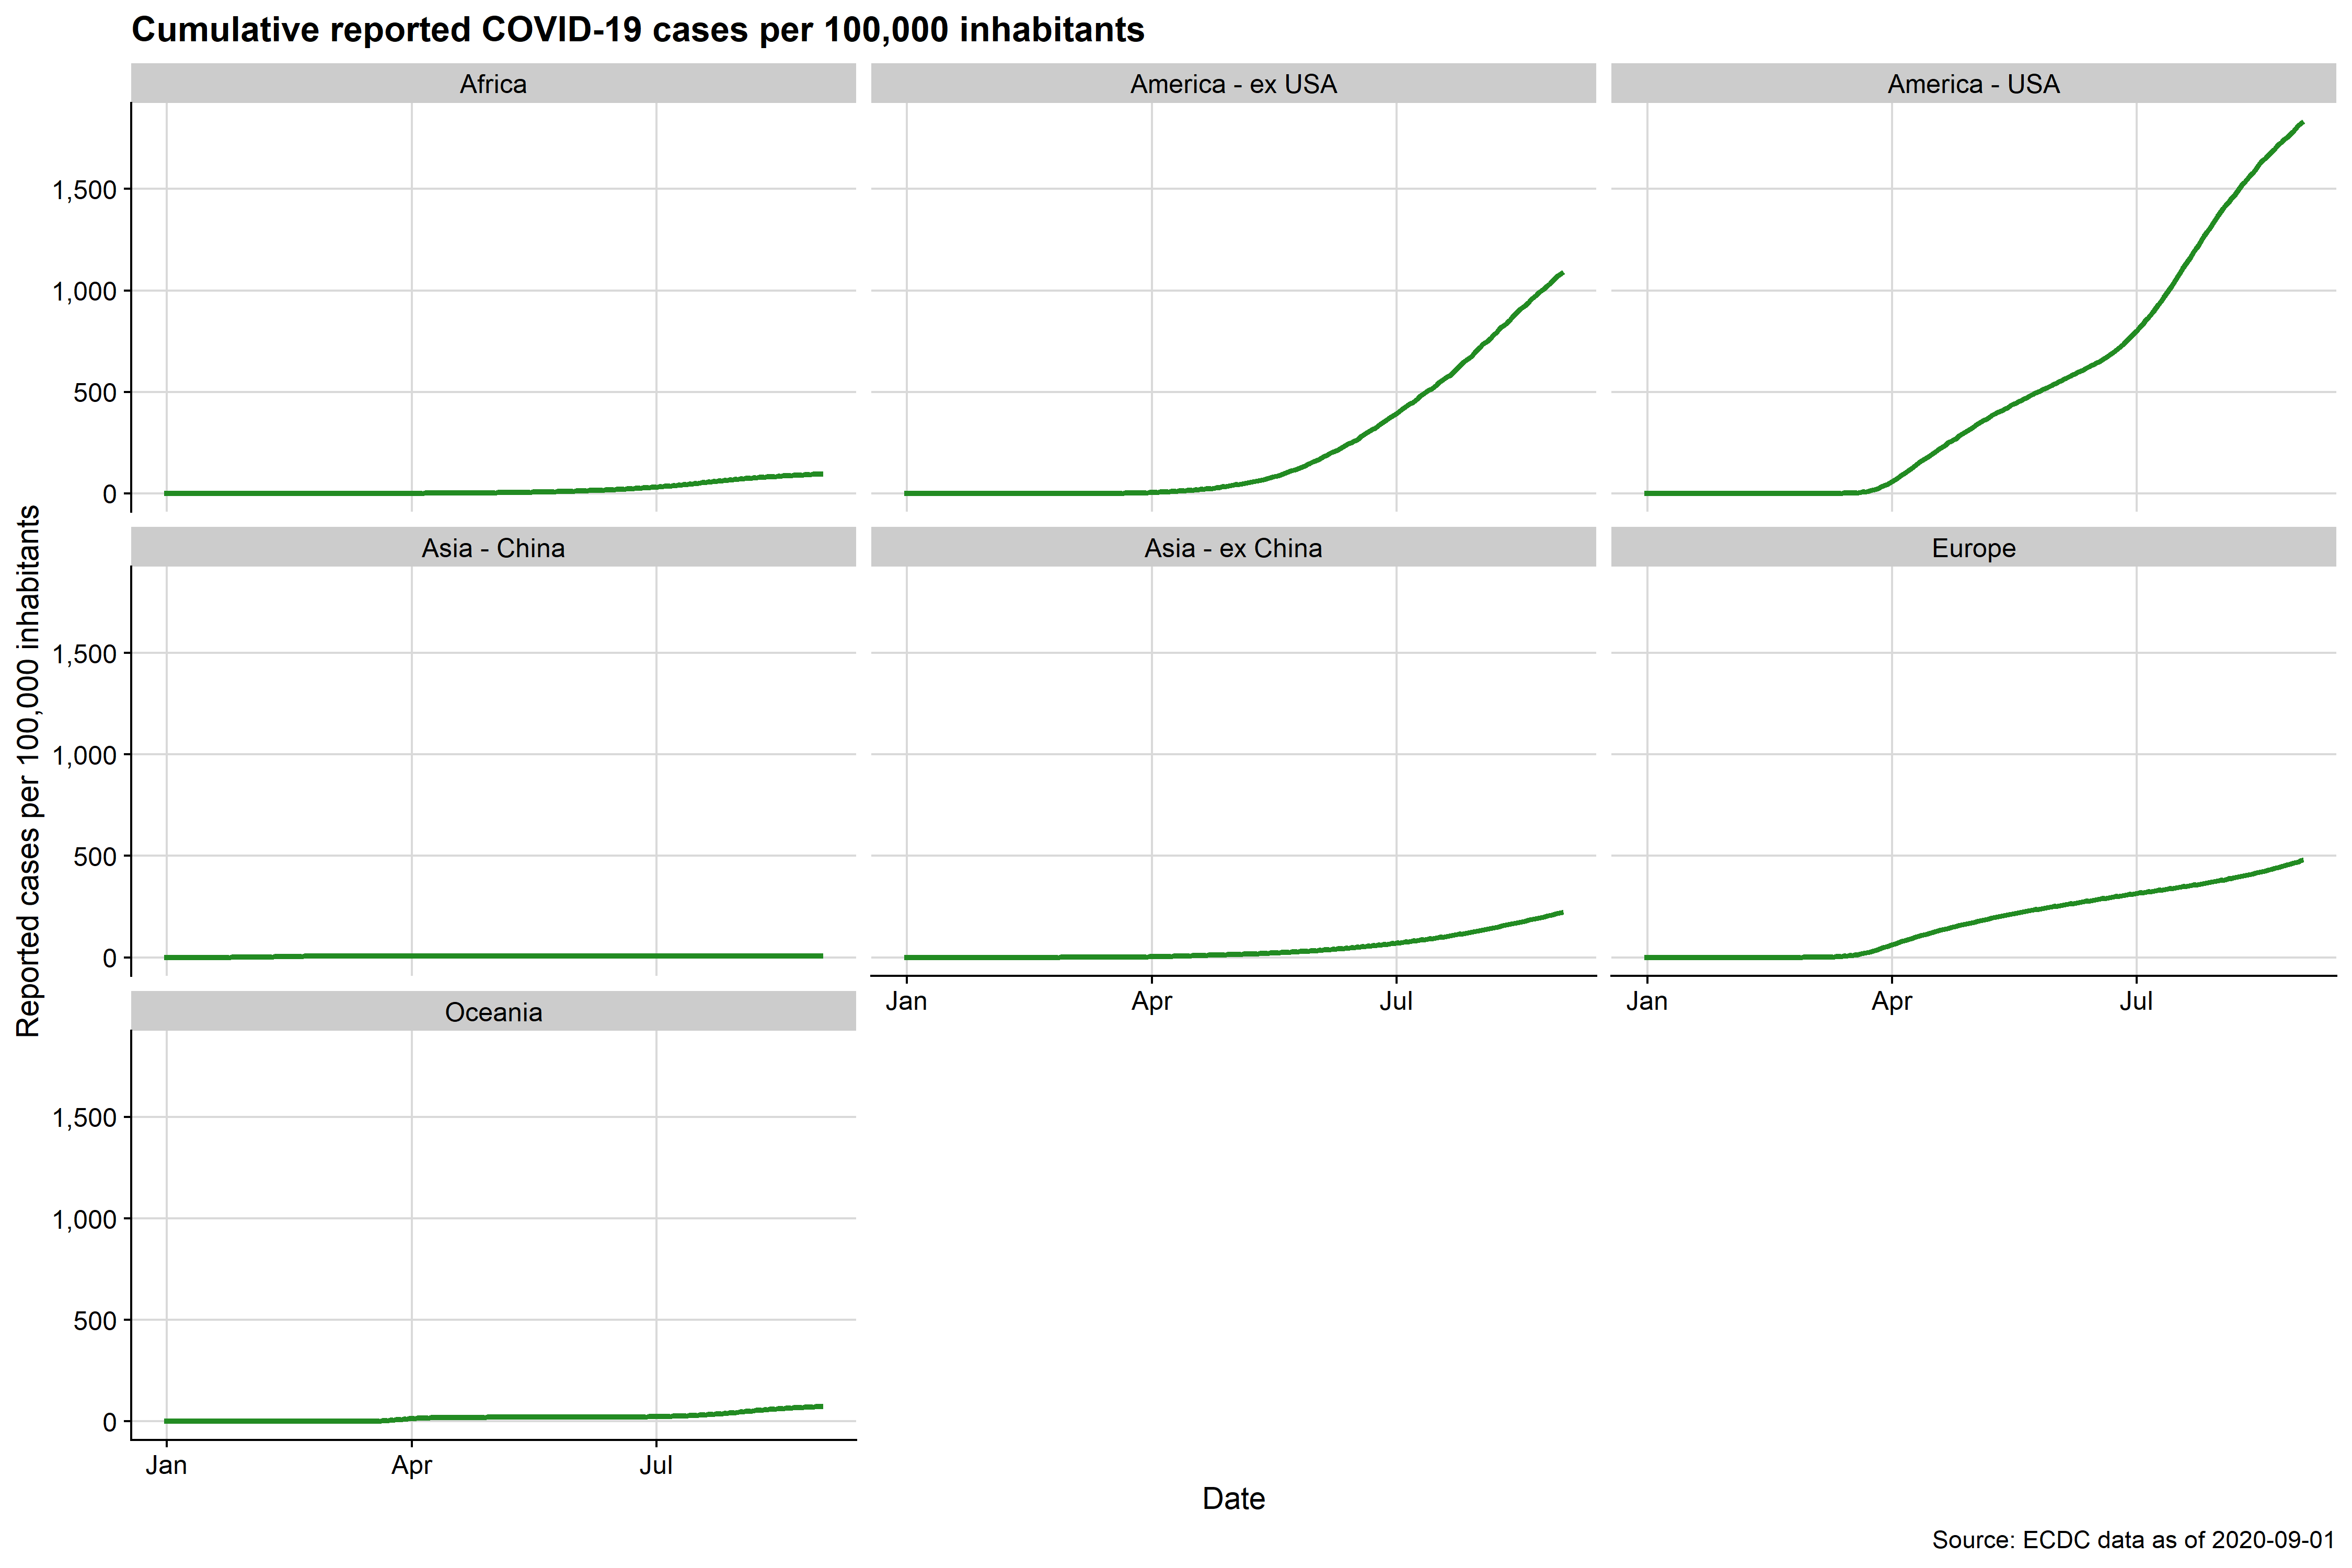 Cumulative reported COVID-19 cases per 100,000 inhabitants
Africa
America - ex USA
America - USA
1,500
1,000
500
0
Asia - China
Asia - ex China
Europe
1,500
1,000
500
0
Jan
Apr
Jul
Jan
Apr
Jul
Oceania
1,500
1,000
500
0
Jan
Apr
Jul
Reported cases per 100,000 inhabitants
Date
Source: ECDC data as of 2020-09-01